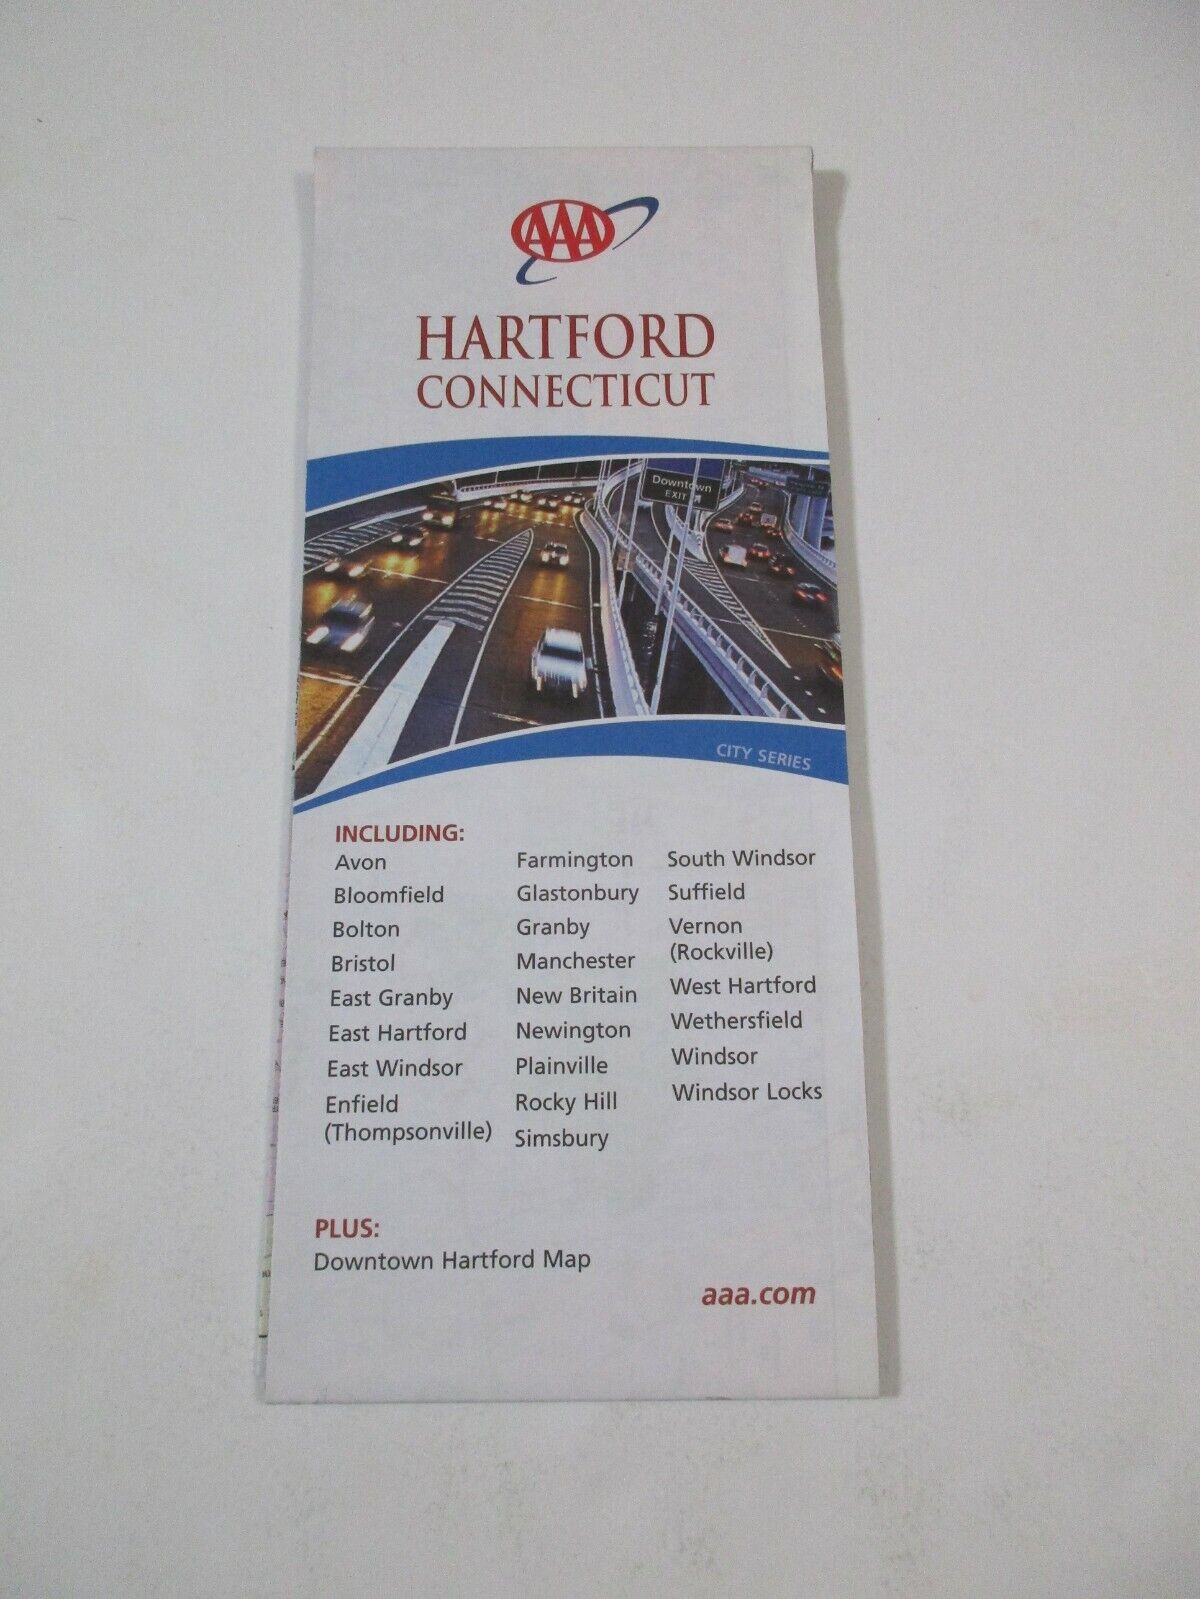 AAA
HARTFORD
CONNECTICUT
Downtown
EXIT
CITY SERIES
INCLUDING:
Avon
Bloomfield
Bolton
Bristol
East Granby
East Hartford
East Windsor
Enfield
(Thompsonville)
Farmington
Glastonbury
Granby
Manchester
New Britain
Newington
Plainville
Rocky Hill
Simsbury
South Windsor
Suffield
Vernon
(Rockville)
West Hartford
Wethersfield
Windsor
Windsor Locks
PLUS:
Downtown Hartford Map
aaa.com